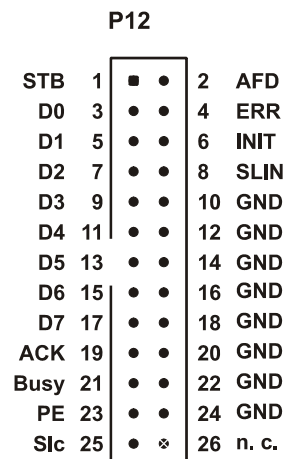 P12
STB 1 2 AFD
D0 3 4 ERR
D1 5 6 INIT
D2 7 8 SLIN
D3 9 10 GND
D4 11 12 GND
D5 13 14 GND
D6 15 16 GND
D7 17 18 GND
ACK 19 20 GND
Busy 21 22 GND
PE 23 24 GND
Slc 25 26 n. c.